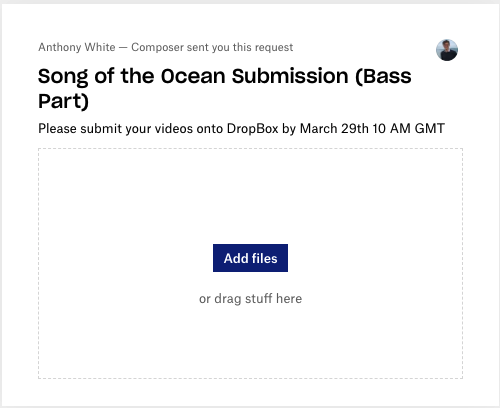 Anthony White — Composer sent you this request
Song of the Ocean Submission (Bass
Part)
Please submit your videos onto DropBox by March 29th 10 AM GMT
Add files
or drag stuff here